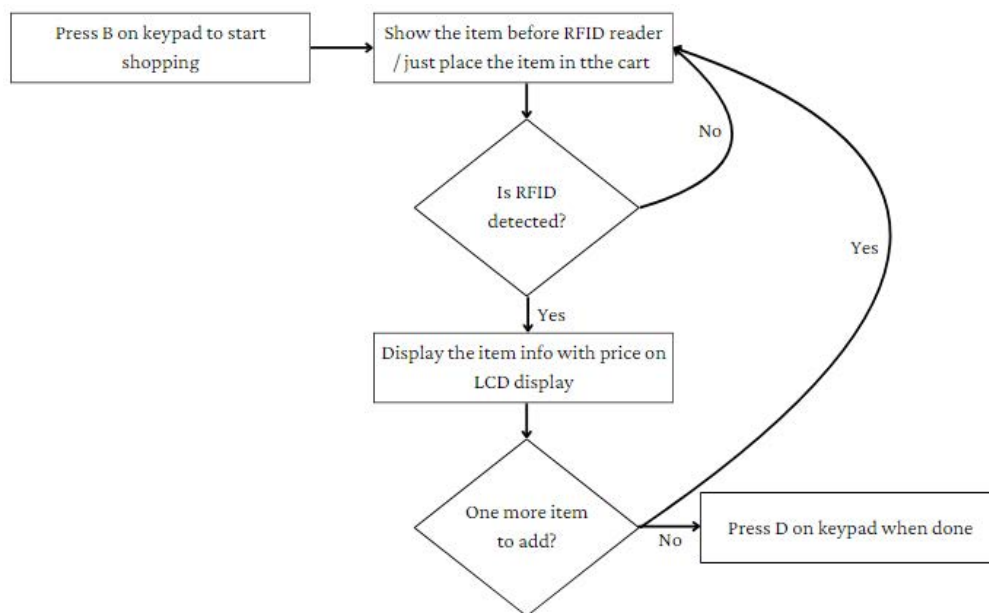 Press B on keypad to start
shopping
Show the item before RFID reader
/ just place the item in tthe cart
No
Is RFID
detected?
Yes
Yes
Display the item info with price on
LCD display
One more item
to add?
No
Press D on keypad when done